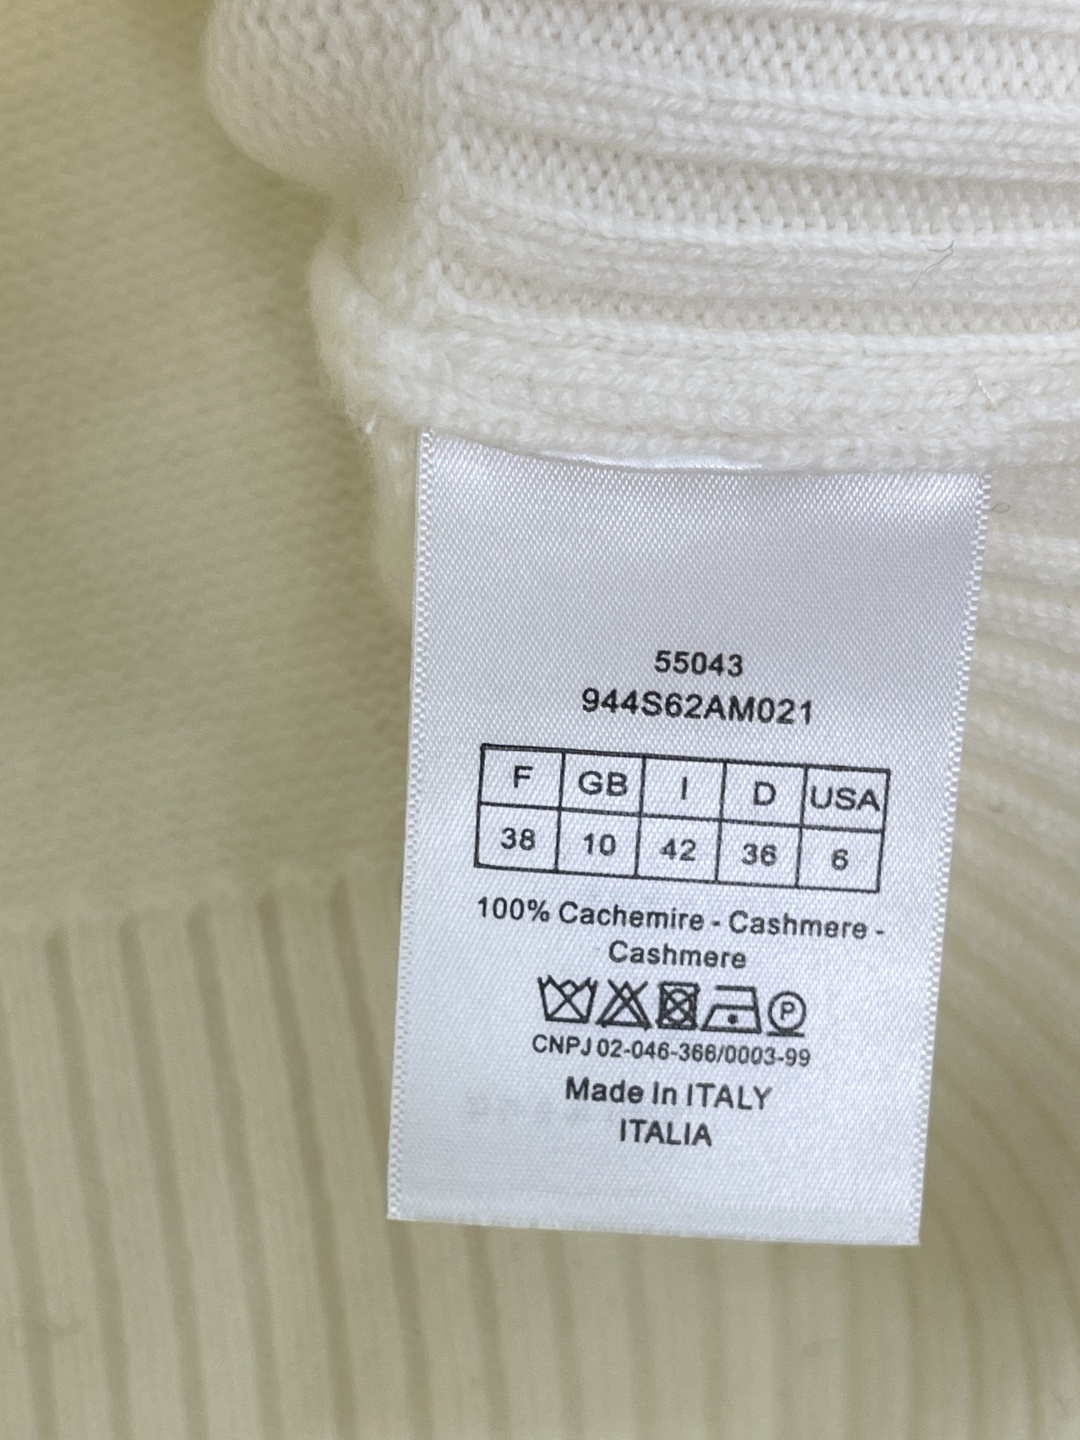 55043
944S62AM021
F GB I D USA
38 10 42 36 6
100% Cachemire - Cashmere -
Cashmere
P
CNPJ 02-046-366/0003-99
Made In ITALY
ITALIA